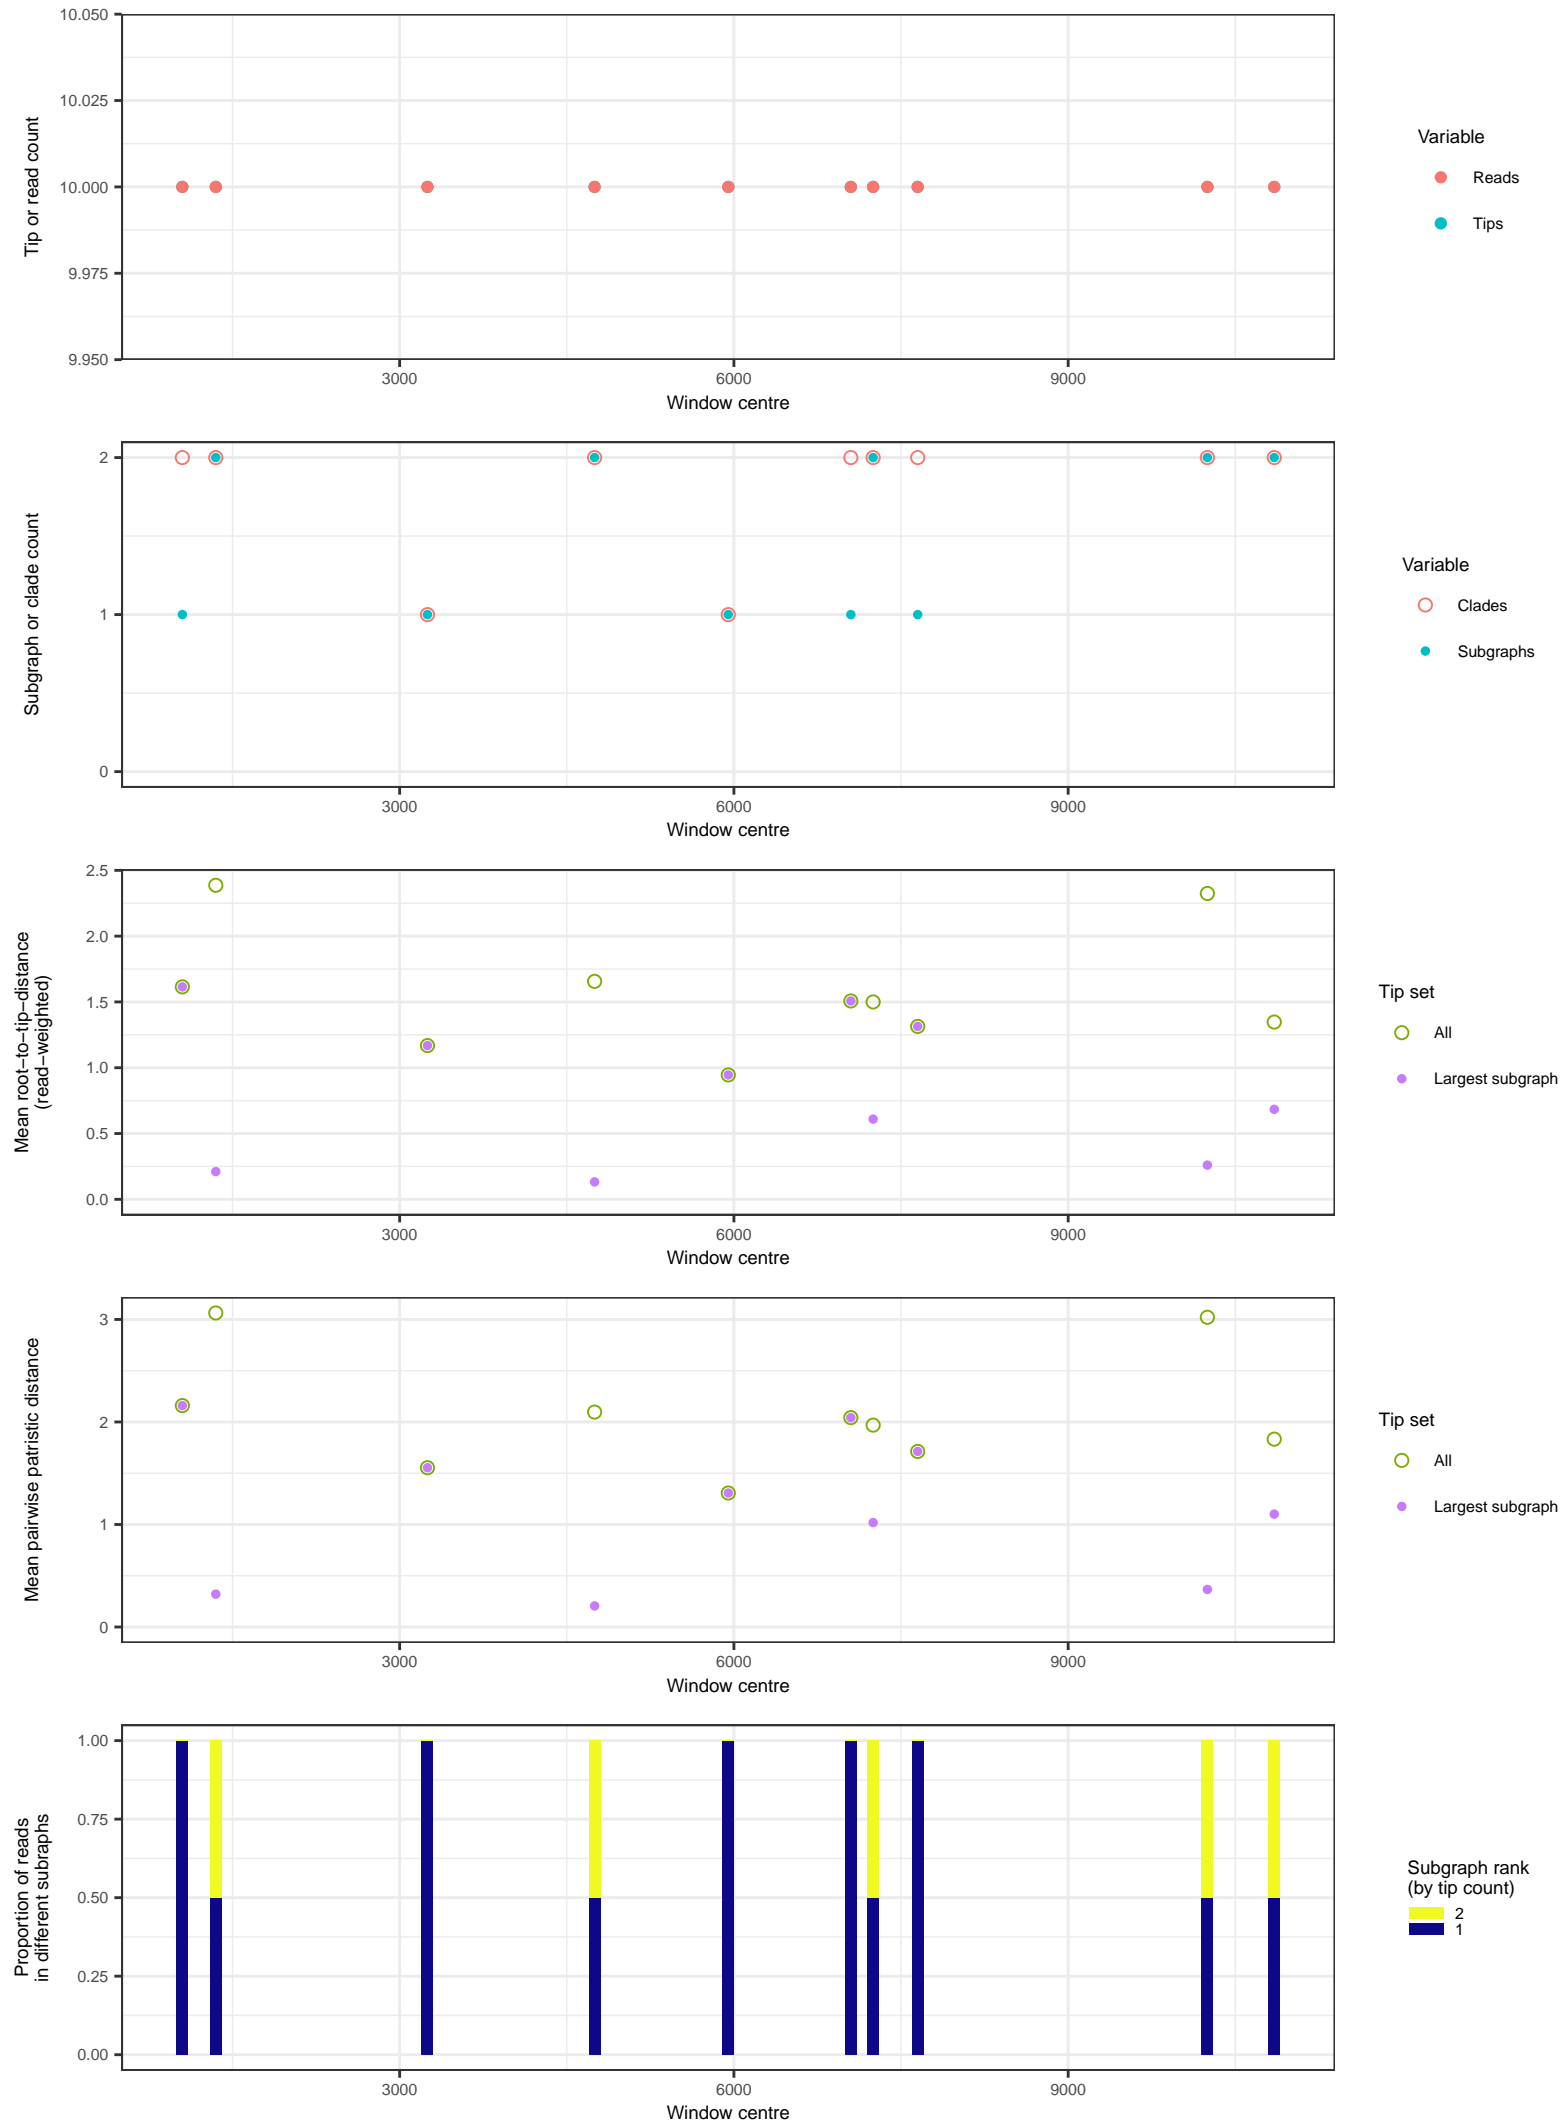 10.050
10.025
10.000
9.975
9.950
Tip or read count
3000 6000 9000
Window centre
Variable
Reads
Tips
2
1
0
Subgraph or clade count
3000 6000 9000
Window centre
Variable
Clades
Subgraphs
2.5
2.0
1.5
1.0
0.5
0.0
Mean root−to−tip−distance
(read−weighted)
3000 6000 9000
Window centre
Tip set
All
Largest subgraph
3
2
1
0
Mean pairwise patristic distance
3000 6000 9000
Window centre
Tip set
All
Largest subgraph
1.00
0.75
0.50
0.25
0.00
Proportion of reads
in different subraphs
3000 6000 9000
Window centre
Subgraph rank
(by tip count)
2
1